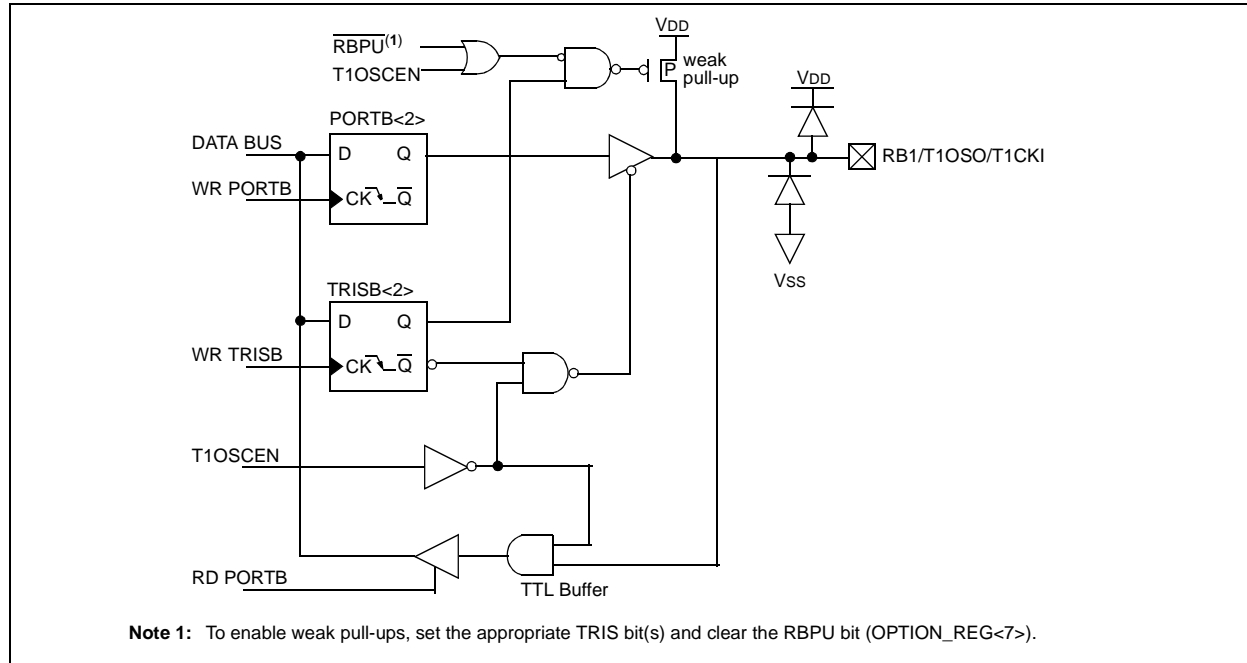 VDD
RBPU(1)
T1OSCEN
P
weak
pull-up
VDD
PORTB<2>
DATA BUS
D Q
RB1/T1OSO/T1CKI
WR PORTB
CK Q
VSS
TRISB<2>
D Q
WR TRISB
CK Q
T1OSCEN
RD PORTB
TTL Buffer
Note 1: To enable weak pull-ups, set the appropriate TRIS bit(s) and clear the RBPU bit (OPTION_REG<7>).